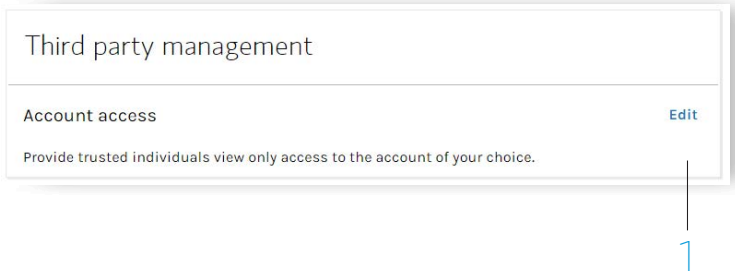 Third party management
Account access
Edit
Provide trusted individuals view only access to the account of your choice.
1